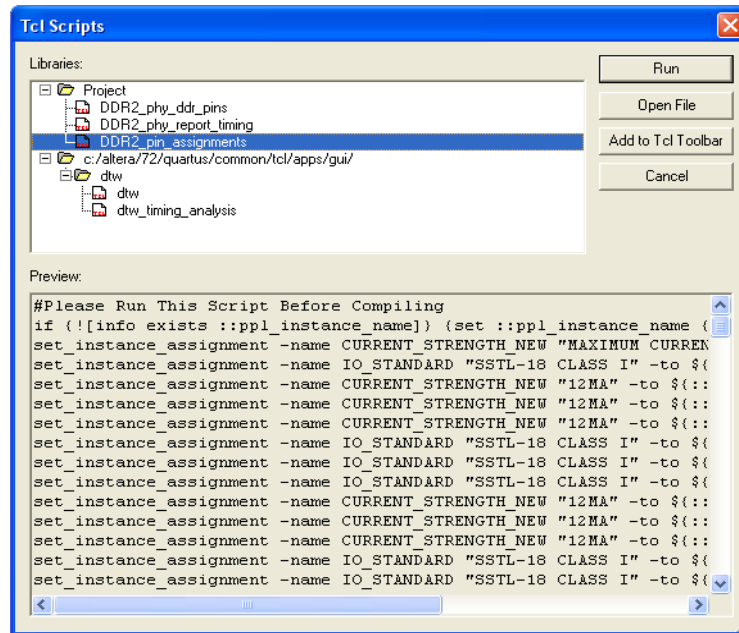 Tcl Scripts
Libraries:
Project
DDR2_phy_ddr_pins
DDR2_phy_report_timing
DDR2_pin_assignments
c:/altera/72/quartus/common/tcl/apps/gui/
dtw
dtw
dtw_timing_analysis
Run
Open File
Add to Tcl Toolbar
Cancel
Preview:
#Please Run This Script Before Compiling
if {![info exists ::ppl_instance_name]} {set ::ppl_instance_name {
set_instance_assignment -name CURRENT_STRENGTH_NEW "MAXIMUM CURREN
set_instance_assignment -name IO_STANDARD "SSTL-18 CLASS I" -to ${
set_instance_assignment -name CURRENT_STRENGTH_NEW "12MA" -to ${::
set_instance_assignment -name CURRENT_STRENGTH_NEW "12MA" -to ${::
set_instance_assignment -name CURRENT_STRENGTH_NEW "12MA" -to ${::
set_instance_assignment -name IO_STANDARD "SSTL-18 CLASS I" -to ${
set_instance_assignment -name IO_STANDARD "SSTL-18 CLASS I" -to ${
set_instance_assignment -name IO_STANDARD "SSTL-18 CLASS I" -to ${
set_instance_assignment -name CURRENT_STRENGTH_NEW "12MA" -to ${::
set_instance_assignment -name CURRENT_STRENGTH_NEW "12MA" -to ${::
set_instance_assignment -name CURRENT_STRENGTH_NEW "12MA" -to ${::
set_instance_assignment -name IO_STANDARD "SSTL-18 CLASS I" -to ${
set_instance_assignment -name IO_STANDARD "SSTL-18 CLASS I" -to ${